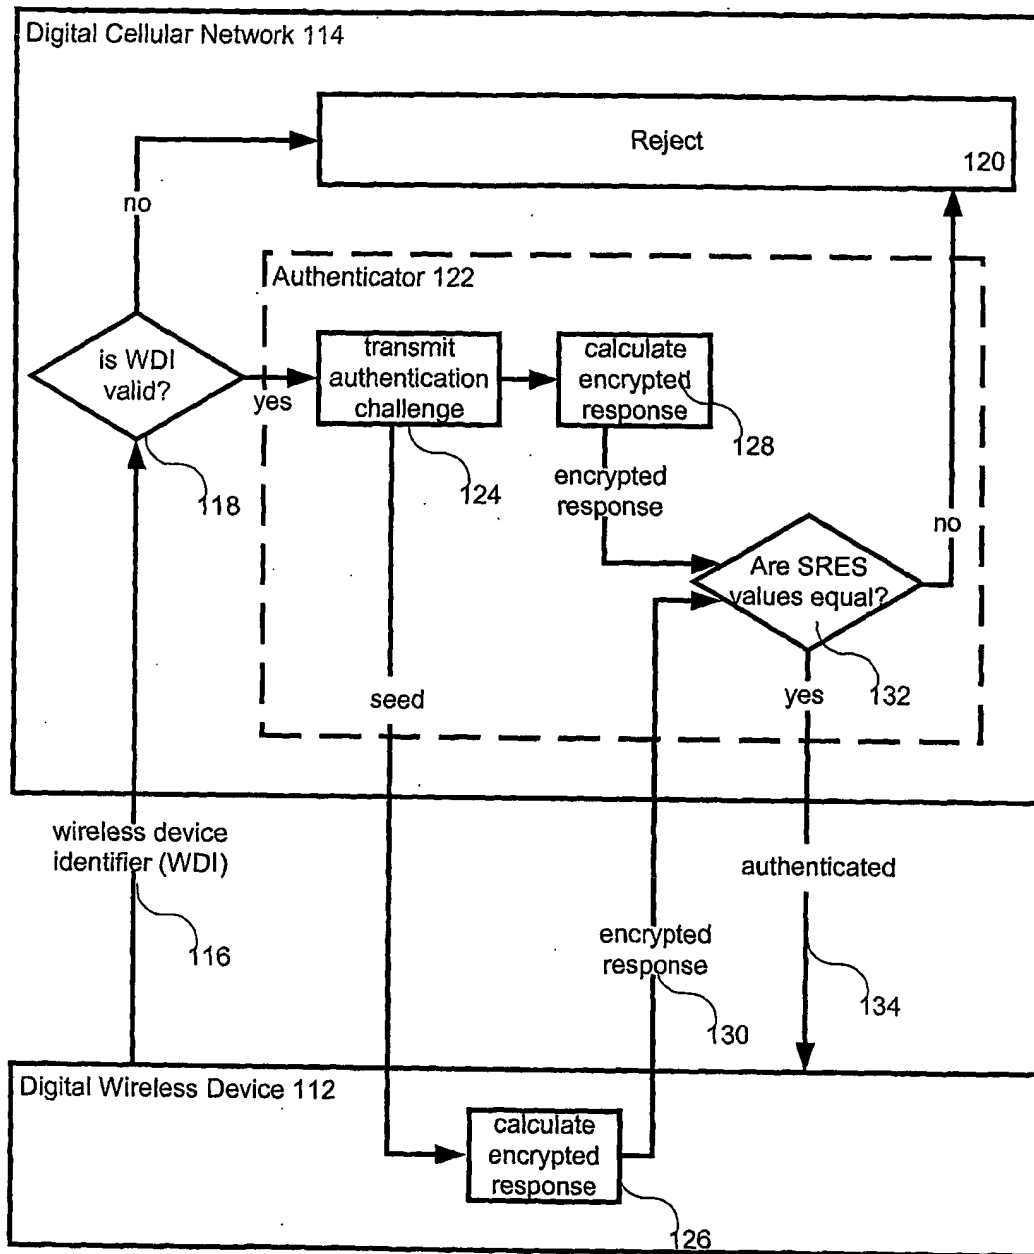 Digital Cellular Network 114
Reject
120
no
Authenticator 122
is WDI
valid?
yes
transmit
authentication
challenge
calculate
encrypted
response
128
124
118
encrypted
response
no
Are SRES
values equal?
132
yes
seed
wireless device
identifier (WDI)
116
authenticated
encrypted
response
130
134
Digital Wireless Device 112
calculate
encrypted
response
126